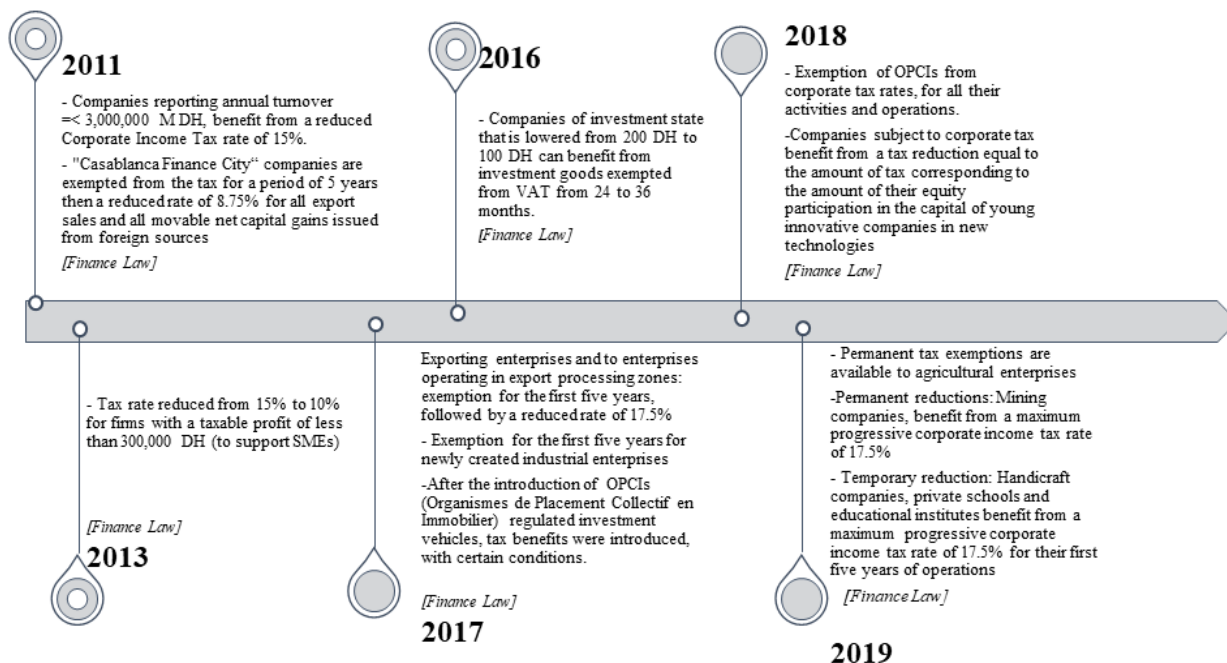 2011
- Companies reporting annual turnover
=< 3,000,000 M DH, benefit from a reduced
Corporate Income Tax rate of 15%.
- "Casablanca Finance City“ companies are
exempted from the tax for a period of 5 years
then a reduced rate of 8.75% for all export
sales and all movable net capital gains issued
from foreign sources
[Finance Law]
2016
- Companies of investment state
that is lowered from 200 DH to
100 DH can benefit from
investment goods exempted
from VAT from 24 to 36
months.
[Finance Law]
2018
- Exemption of OPCIs from
corporate tax rates, for all their
activities and operations.
-Companies subject to corporate tax
benefit from a tax reduction equal to
the amount of tax corresponding to
the amount of their equity
participation in the capital of young
innovative companies in new
technologies
[Finance Law]
- Tax rate reduced from 15% to 10%
for firms with a taxable profit of less
than 300,000 DH (to support SMEs)
[Finance Law]
2013
Exporting enterprises and to enterprises
operating in export processing zones:
exemption for the first five years,
followed by a reduced rate of 17.5%
- Exemption for the first five years for
newly created industrial enterprises
-After the introduction of OPCIs
(Organismes de Placement Collectif en
Immobilier) regulated investment
vehicles, tax benefits were introduced,
with certain conditions.
[Finance Law]
2017
- Permanent tax exemptions are
available to agricultural enterprises
-Permanent reductions: Mining
companies, benefit from a maximum
progressive corporate income tax rate
of 17.5%
- Temporary reduction: Handicraft
companies, private schools and
educational institutes benefit from a
maximum progressive corporate
income tax rate of 17.5% for their first
five years of operations
[Finance Law]
2019